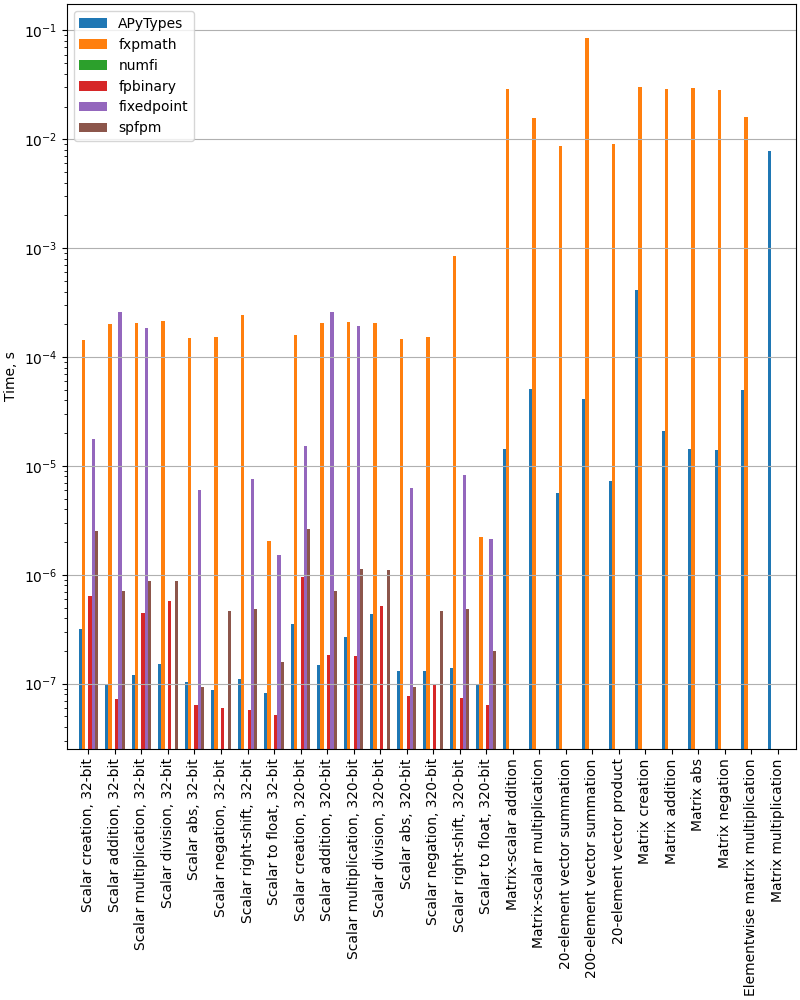 APyTypes
fxpmath
numfi
fpbinary
fixedpoint
spfpm
Time, s
10⁻¹
10⁻²
10⁻³
10⁻⁴
10⁻⁵
10⁻⁶
10⁻⁷
Scalar creation, 32-bit
Scalar addition, 32-bit
Scalar multiplication, 32-bit
Scalar division, 32-bit
Scalar abs, 32-bit
Scalar negation, 32-bit
Scalar right-shift, 32-bit
Scalar to float, 32-bit
Scalar creation, 320-bit
Scalar addition, 320-bit
Scalar multiplication, 320-bit
Scalar division, 320-bit
Scalar abs, 320-bit
Scalar negation, 320-bit
Scalar right-shift, 320-bit
Scalar to float, 320-bit
Matrix-scalar addition
Matrix-scalar multiplication
20-element vector summation
200-element vector summation
20-element vector product
Matrix creation
Matrix addition
Matrix abs
Matrix negation
Elementwise matrix multiplication
Matrix multiplication